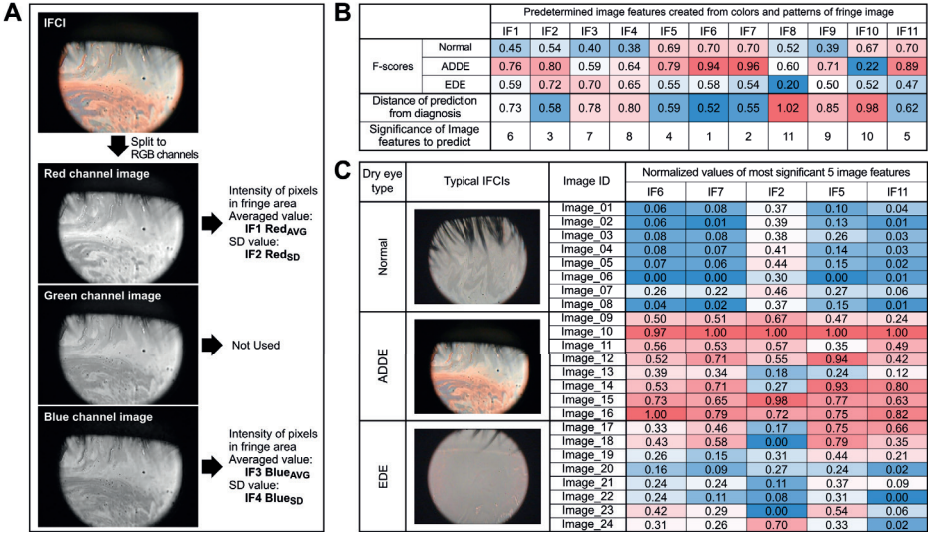 A
IFCI
Split to
RGB channels
Red channel image
Intensity of pixels
in fringe area
Averaged value:
IF1 RedAVG
SD value:
IF2 RedSD
Green channel image
Not Used
Blue channel image
Intensity of pixels
in fringe area
Averaged value:
IF3 BlueAVG
SD value:
IF4 BlueSD
B
Predetermined image features created from colors and patterns of fringe image
IF1 IF2 IF3 IF4 IF5 IF6 IF7 IF8 IF9 IF10 IF11
F-scores
Normal 0.45 0.54 0.40 0.38 0.69 0.70 0.70 0.52 0.39 0.67 0.70
ADDE 0.76 0.80 0.59 0.64 0.79 0.94 0.96 0.60 0.71 0.22 0.89
EDE 0.59 0.72 0.70 0.65 0.55 0.58 0.54 0.20 0.50 0.52 0.47
Distance of predicton
from diagnosis 0.73 0.58 0.78 0.80 0.59 0.52 0.55 1.02 0.85 0.98 0.62
Significance of Image
features to predict 6 3 7 8 4 1 2 11 9 10 5
C
Dry eye
type
Typical IFCIs
Image ID
Normalized values of most significant 5 image features
IF6 IF7 IF2 IF5 IF11
Normal
Image_01 0.06 0.08 0.37 0.10 0.04
Image_02 0.06 0.01 0.39 0.13 0.01
Image_03 0.08 0.08 0.38 0.26 0.03
Image_04 0.08 0.07 0.41 0.14 0.03
Image_05 0.07 0.06 0.44 0.15 0.02
Image_06 0.00 0.00 0.30 0.00 0.01
Image_07 0.26 0.22 0.46 0.27 0.06
Image_08 0.04 0.02 0.37 0.15 0.01
ADDE
Image_09 0.50 0.51 0.67 0.47 0.24
Image_10 0.97 1.00 1.00 1.00 1.00
Image_11 0.56 0.53 0.57 0.35 0.49
Image_12 0.52 0.71 0.55 0.94 0.42
Image_13 0.39 0.34 0.18 0.24 0.12
Image_14 0.53 0.71 0.27 0.93 0.80
Image_15 0.73 0.65 0.98 0.77 0.63
Image_16 1.00 0.79 0.72 0.75 0.82
EDE
Image_17 0.33 0.46 0.17 0.75 0.66
Image_18 0.43 0.58 0.00 0.79 0.35
Image_19 0.26 0.15 0.31 0.44 0.21
Image_20 0.16 0.09 0.27 0.24 0.02
Image_21 0.24 0.24 0.11 0.37 0.09
Image_22 0.24 0.11 0.08 0.31 0.00
Image_23 0.42 0.29 0.00 0.54 0.06
Image_24 0.31 0.26 0.70 0.33 0.02